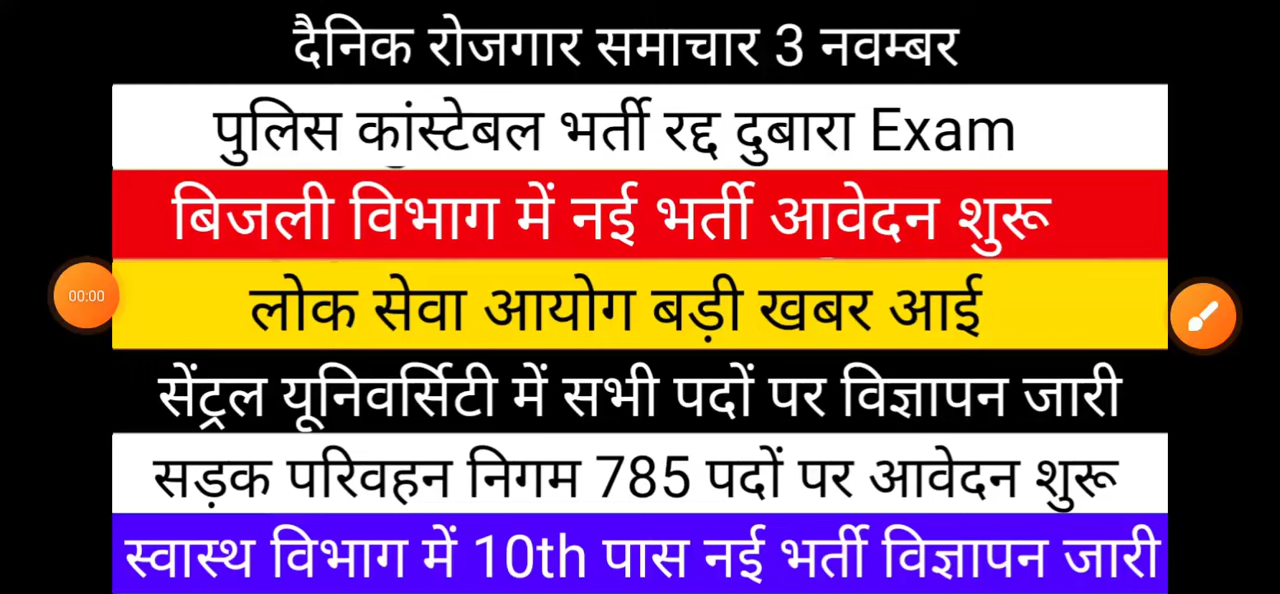 दैनिक रोजगार समाचार 3 नवम्बर
पुलिस कांस्टेबल भर्ती रद्द दुबारा Exam
बिजली विभाग में नई भर्ती आवेदन शुरू
00:00
लोक सेवा आयोग बड़ी खबर आई
सेंट्रल यूनिवर्सिटी में सभी पदों पर विज्ञापन जारी
सड़क परिवहन निगम 785 पदों पर आवेदन शुरू
स्वास्थ विभाग में 10th पास नई भर्ती विज्ञापन जारी